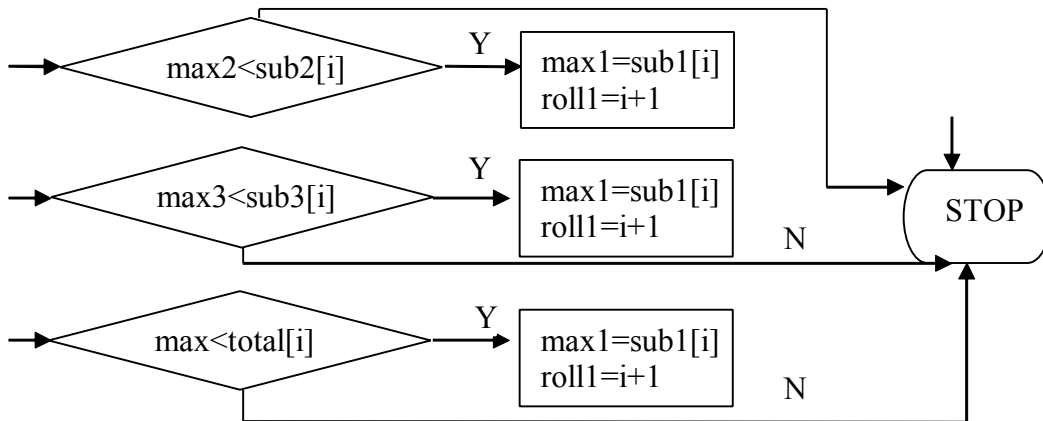 max2<sub2[i]
Y
max1=sub1[i]
roll1=i+1
max3<sub3[i]
Y
max1=sub1[i]
roll1=i+1
N
STOP
max<total[i]
Y
max1=sub1[i]
roll1=i+1
N